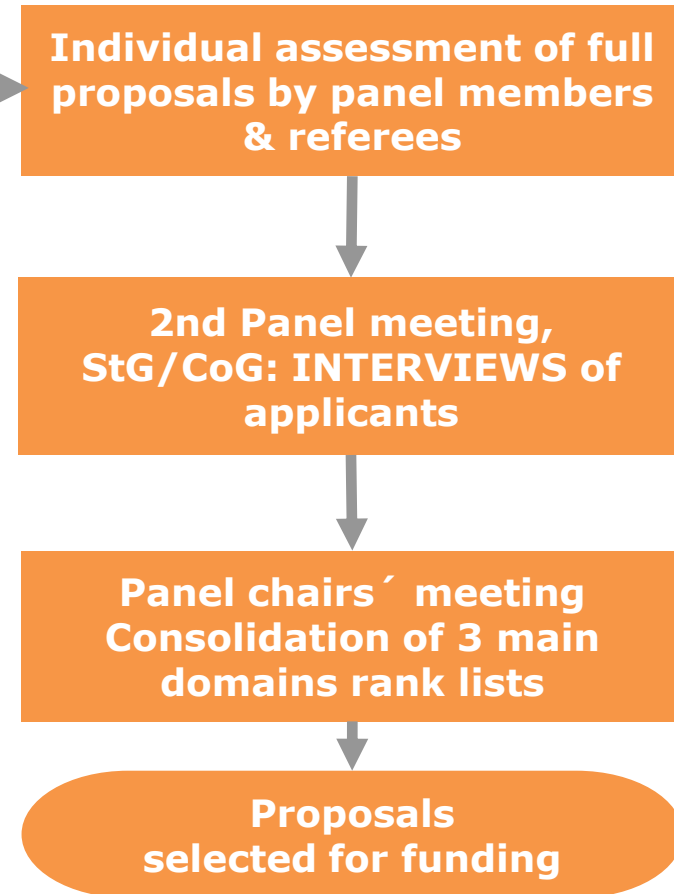 Individual assessment of full
proposals by panel members
& referees
2nd Panel meeting,
StG/CoG: INTERVIEWS of
applicants
Panel chairs´ meeting
Consolidation of 3 main
domains rank lists
Proposals
selected for funding